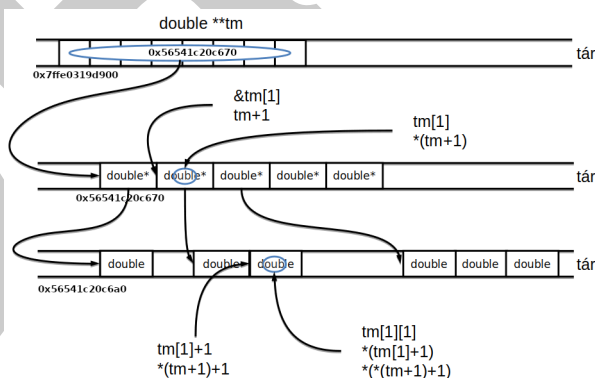 double **tm
0x56541c20c670
tár
0x7ffe0319d900
&tm[1]
tm+1
tm[1]
*(tm+1)
double* double* double* double* double*
tár
0x56541c20c670
double double double double double double
tár
0x56541c20c6a0
tm[1]+1
*(tm+1)+1
tm[1][1]
*(tm[1]+1)
*(*(tm+1)+1)